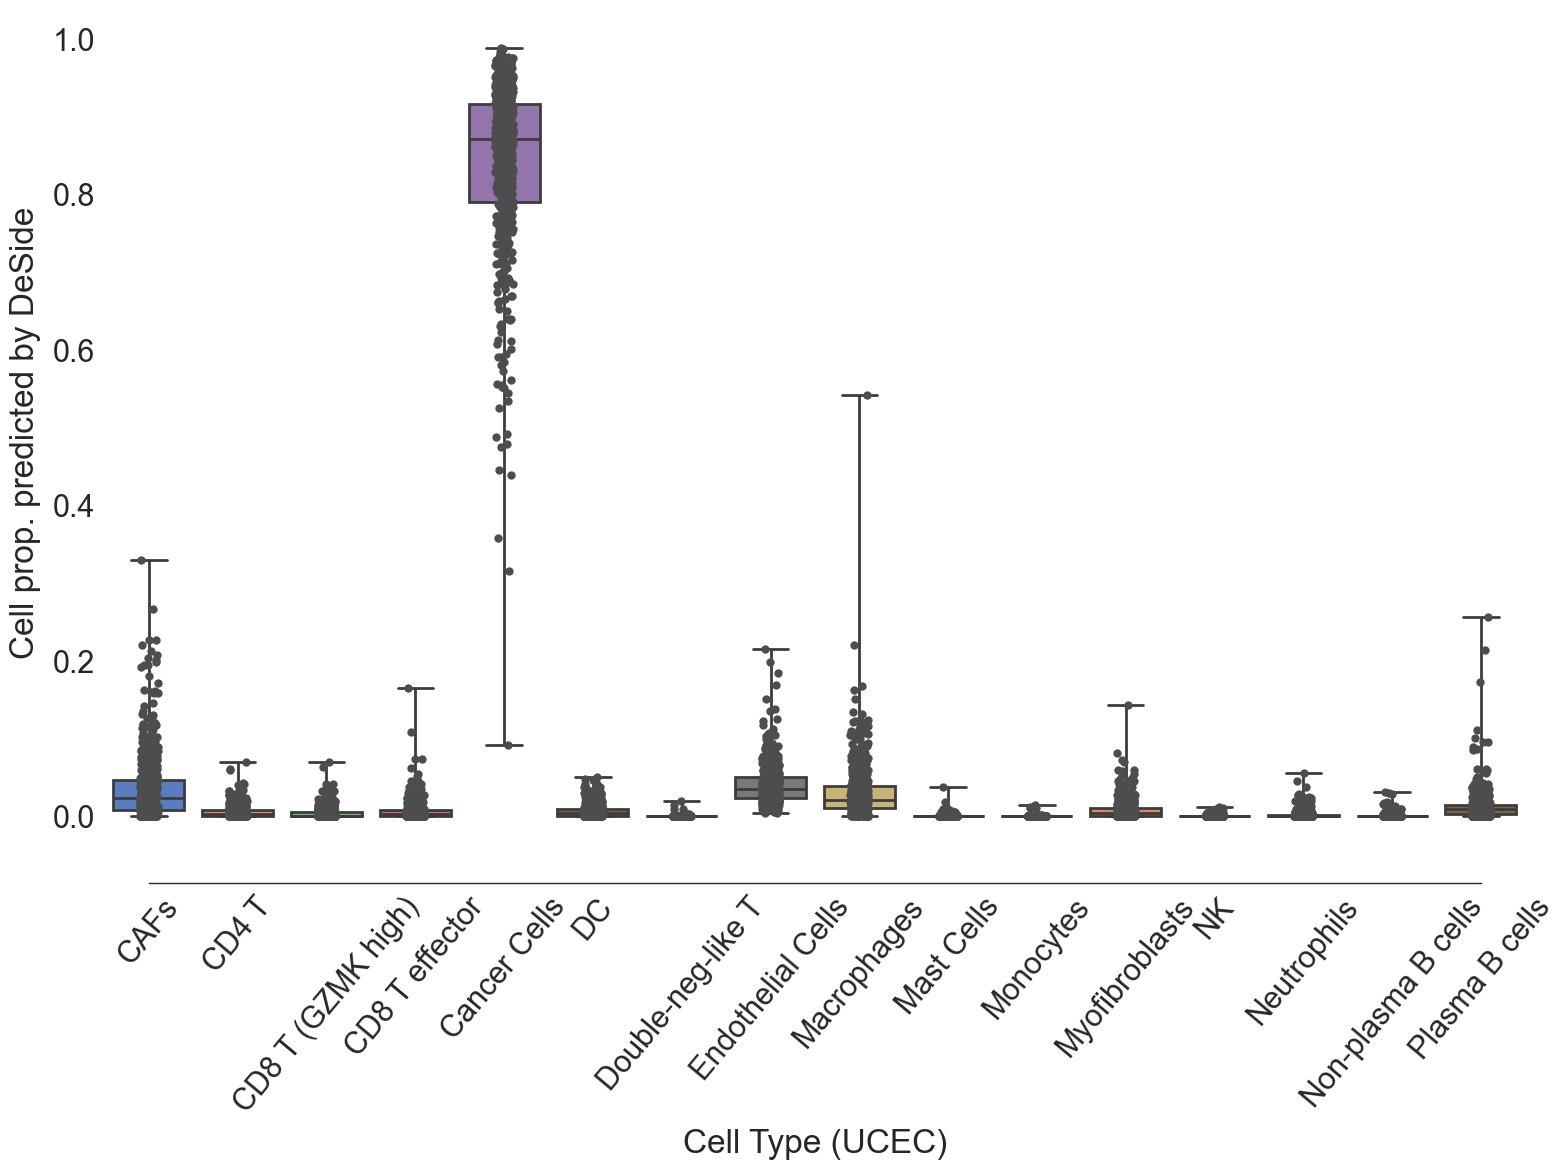 Cell prop. predicted by DeSide
1.0
0.8
0.6
0.4
0.2
0.0
CAFs
CD4 T
CD8 T (GZMK high)
CD8 T effector
Cancer Cells
DC
Double-neg-like T
Endothelial Cells
Macrophages
Mast Cells
Monocytes
Myofibroblasts
NK
Neutrophils
Non-plasma B cells
Plasma B cells
Cell Type (UCEC)